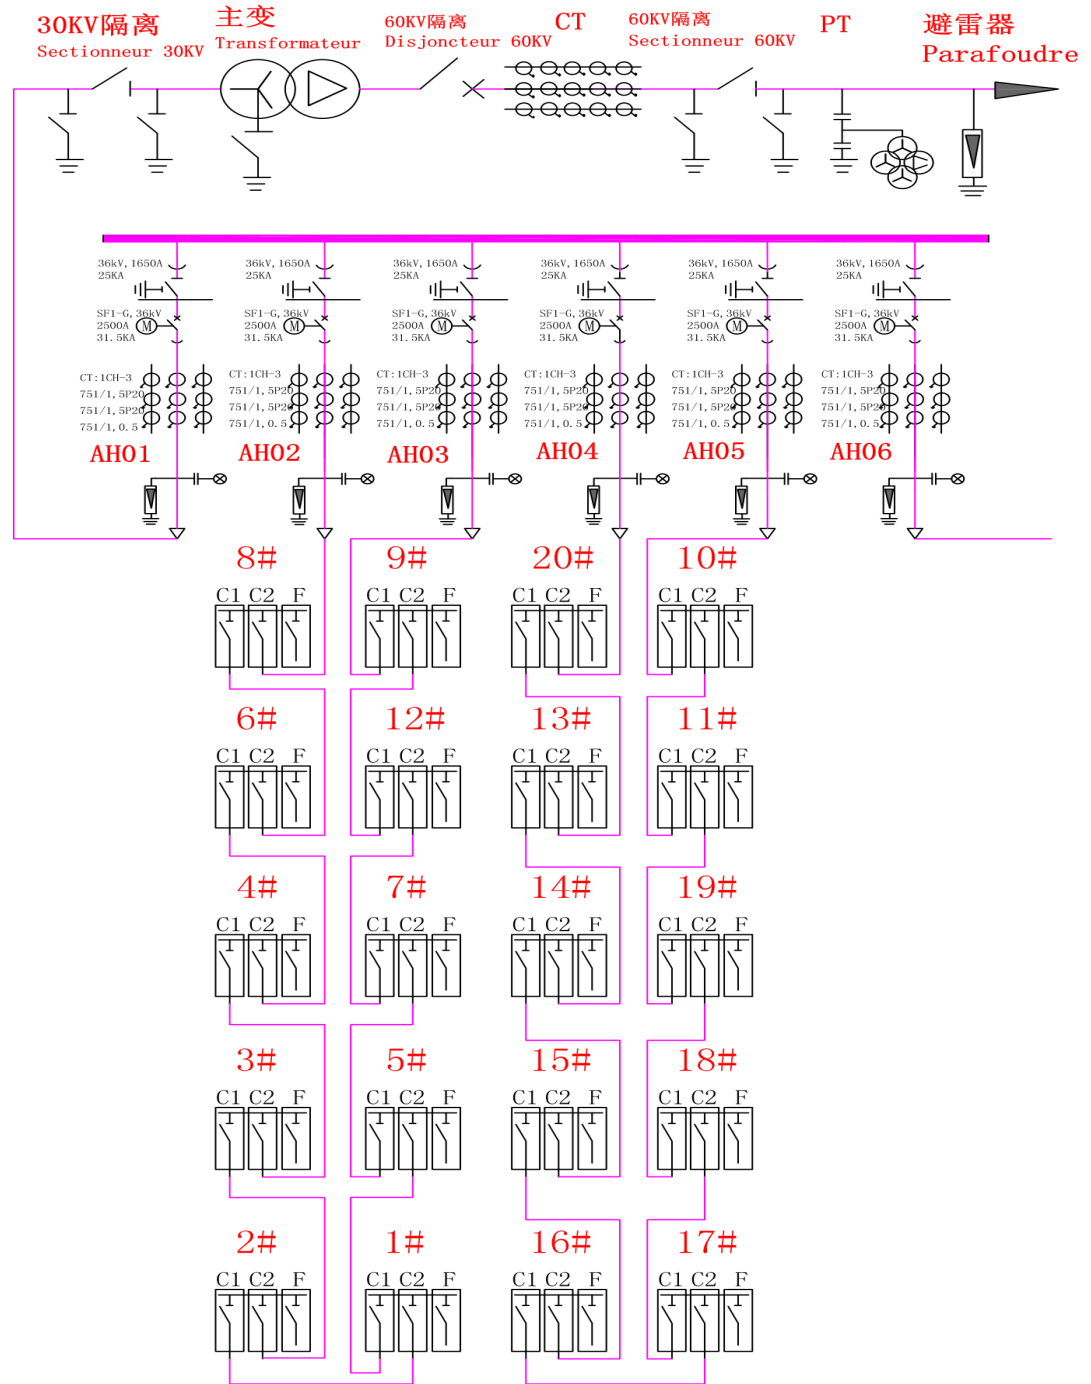 30KV隔离
Sectionneur 30KV
主变
Transformateur
60KV隔离
Disjoncteur 60KV
CT
60KV隔离
Sectionneur 60KV
PT
避雷器
Parafoudre
36kV,1650A
25KA
36kV,1650A
25KA
36kV,1650A
25KA
36kV,1650A
25KA
36kV,1650A
25KA
36kV,1650A
25KA
SF1-G,36kV
2500A M
31.5KA
SF1-G,36kV
2500A M
31.5KA
SF1-G,36kV
2500A M
31.5KA
SF1-G,36kV
2500A M
31.5KA
SF1-G,36kV
2500A M
31.5KA
SF1-G,36kV
2500A M
31.5KA
CT:1CH-3
751/1,5P20
751/1,5P20
751/1,0.5
CT:1CH-3
751/1,5P20
751/1,5P20
751/1,0.5
CT:1CH-3
751/1,5P20
751/1,5P20
751/1,0.5
CT:1CH-3
751/1,5P20
751/1,5P20
751/1,0.5
CT:1CH-3
751/1,5P20
751/1,5P20
751/1,0.5
CT:1CH-3
751/1,5P20
751/1,5P20
751/1,0.5
AH01
AH02
AH03
AH04
AH05
AH06
8#
9#
20#
10#
C1 C2 F
C1 C2 F
C1 C2 F
C1 C2 F
6#
12#
13#
11#
C1 C2 F
C1 C2 F
C1 C2 F
C1 C2 F
4#
7#
14#
19#
C1 C2 F
C1 C2 F
C1 C2 F
C1 C2 F
3#
5#
15#
18#
C1 C2 F
C1 C2 F
C1 C2 F
C1 C2 F
2#
1#
16#
17#
C1 C2 F
C1 C2 F
C1 C2 F
C1 C2 F